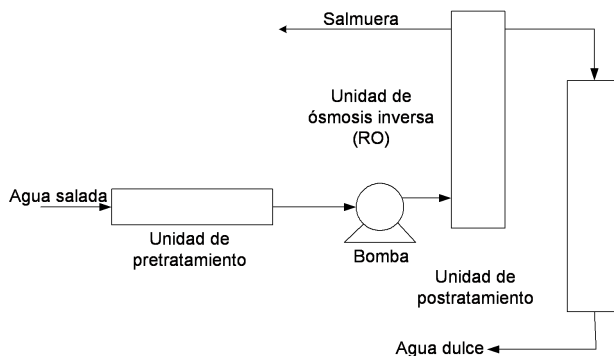 Salmuera
Unidad de
ósmosis inversa
(RO)
Agua salada
Unidad de
pretratamiento
Bomba
Unidad de
postratamiento
Agua dulce